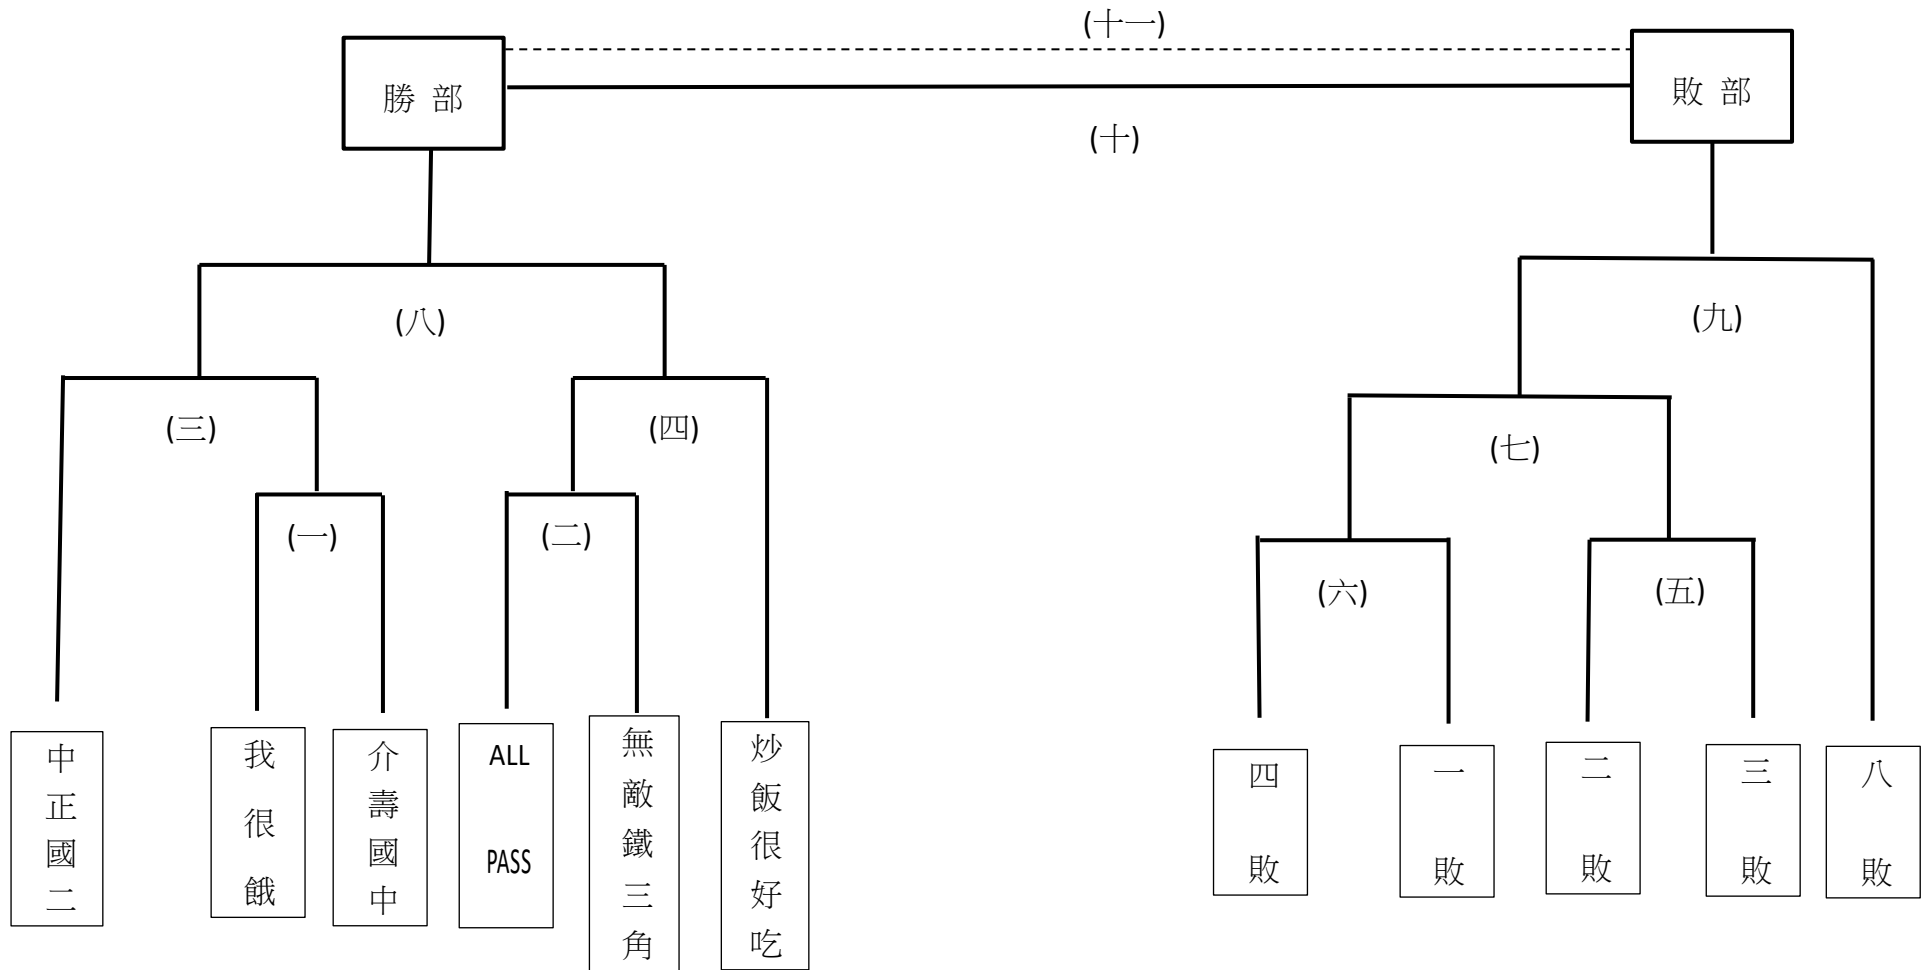 (十一)
勝 部
敗 部
(十)
(八)
(九)
(三)
(四)
(七)
(一)
(二)
(六)
(五)
中正國二
我很餓
介壽國中
ALL
PASS
無敵鐵三角
炒飯很好吃
四敗
一敗
二敗
三敗
八敗